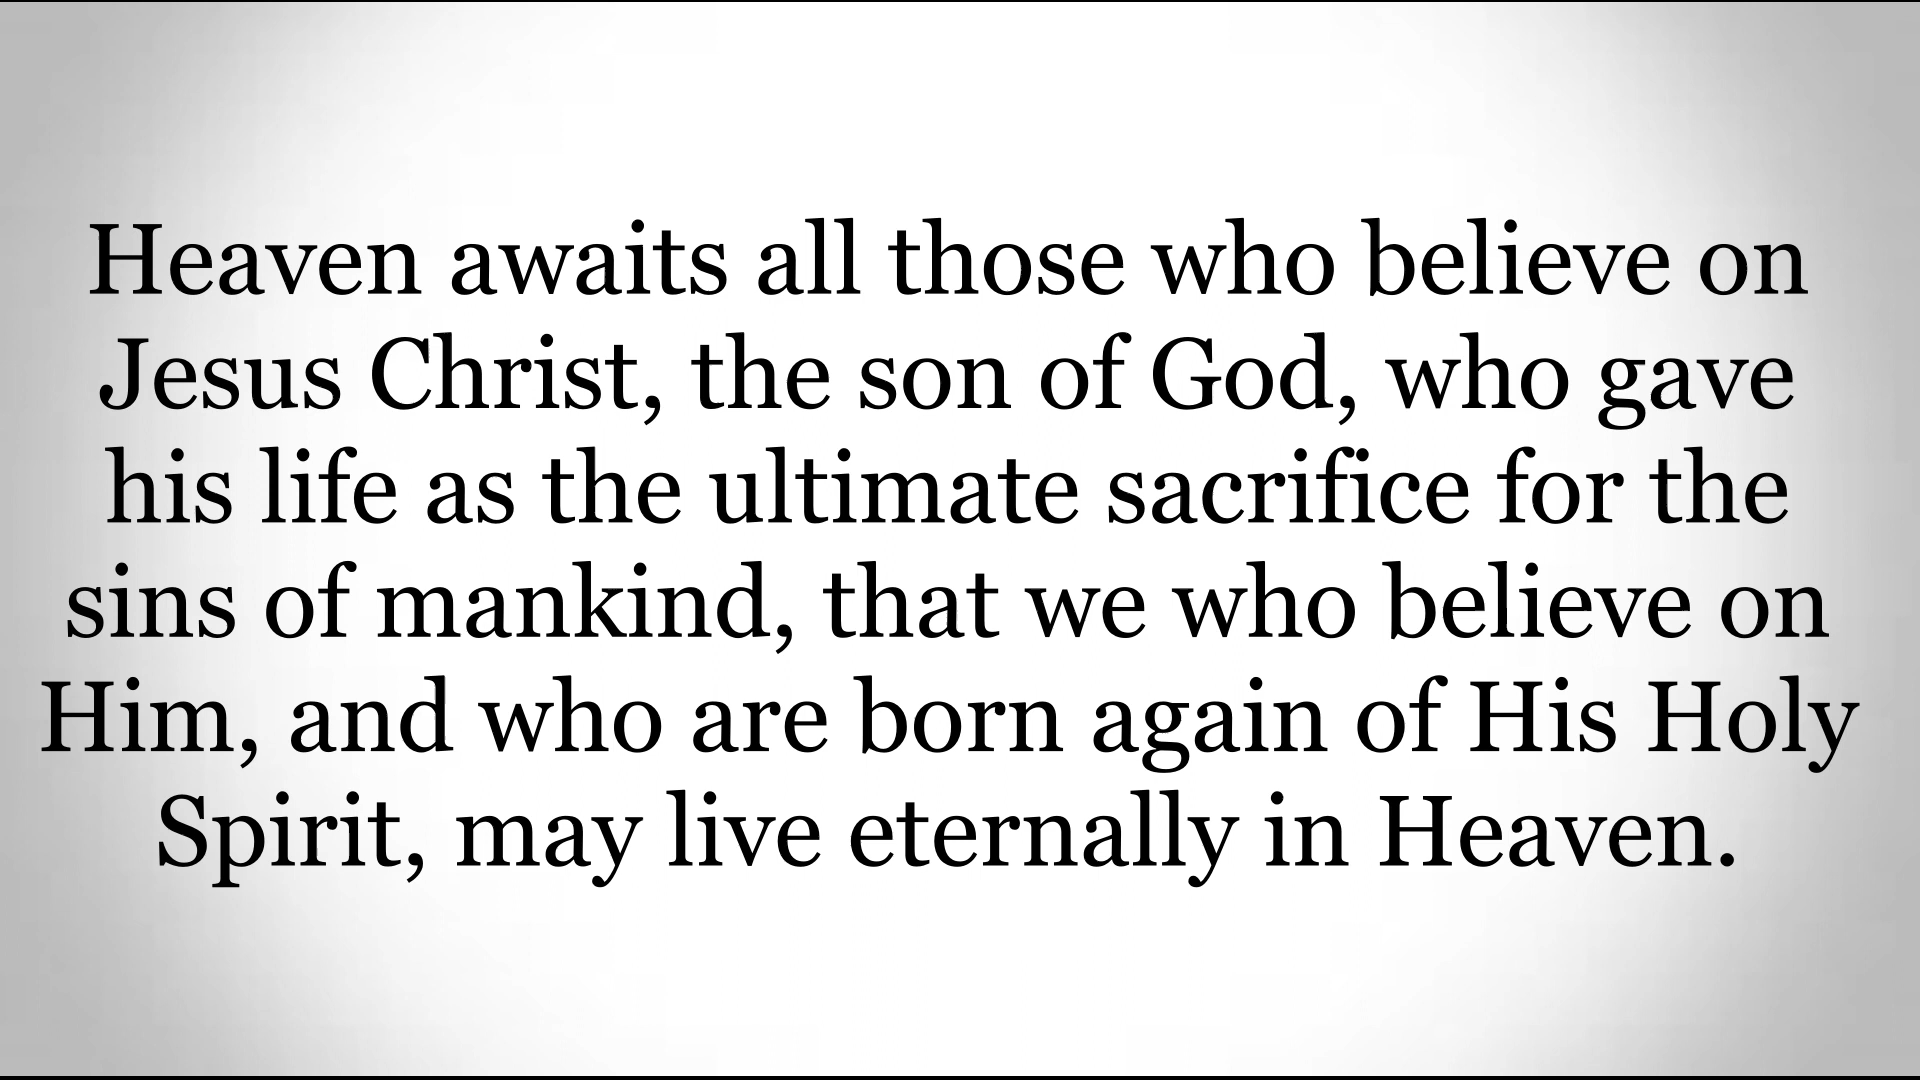 Heaven awaits all those who believe on
Jesus Christ, the son of God, who gave
his life as the ultimate sacrifice for the
sins of mankind, that we who believe on
Him, and who are born again of His Holy
Spirit, may live eternally in Heaven.